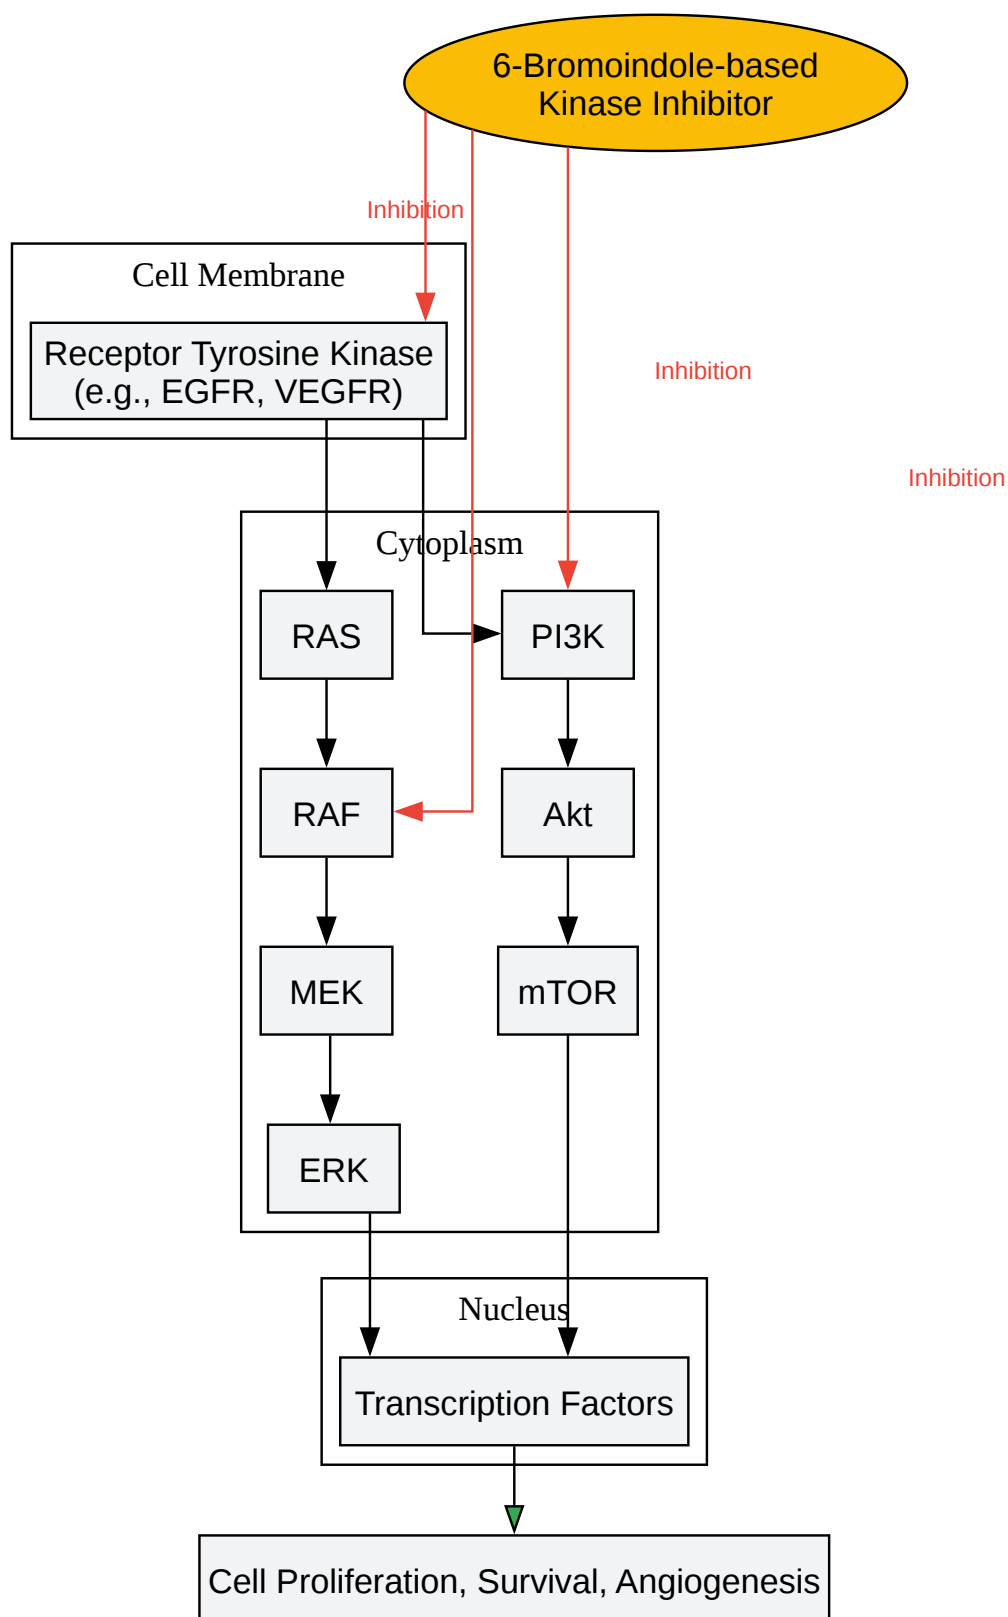 6-Bromoindole-based
Kinase Inhibitor
Inhibition
Cell Membrane
Receptor Tyrosine Kinase
(e.g., EGFR, VEGFR)
Inhibition
Inhibition
Cytoplasm
RAS
PI3K
RAF
Akt
MEK
mTOR
ERK
Nucleus
Transcription Factors
Cell Proliferation, Survival, Angiogenesis